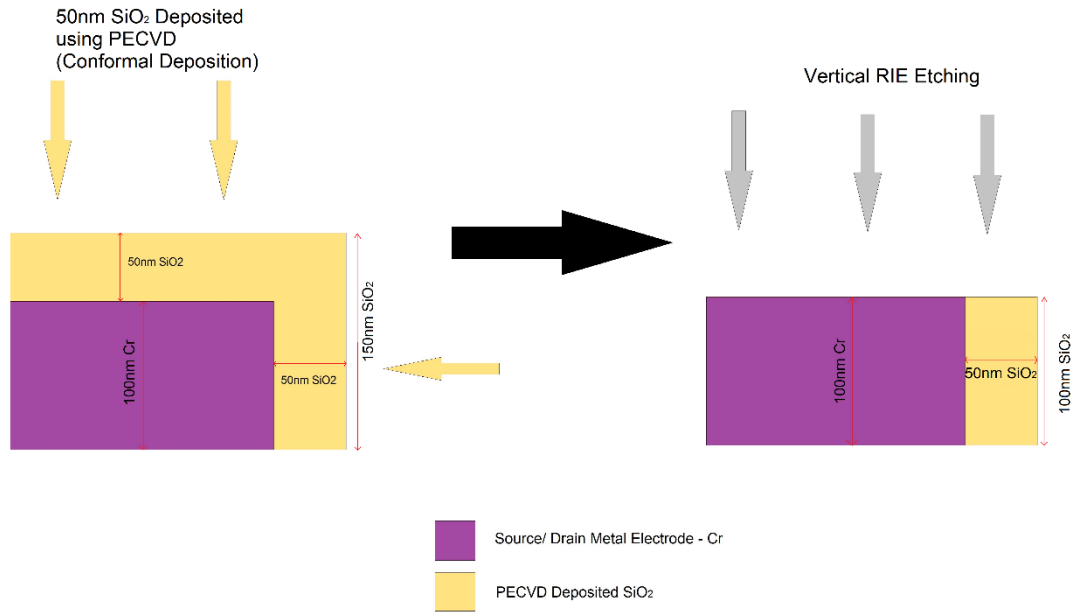 50nm SiO₂ Deposited
using PECVD
(Conformal Deposition)
Vertical RIE Etching
50nm SiO2
150nm SiO₂
100nm Cr
50nm SiO₂
100nm Cr
50nm SiO₂
100nm SiO₂
Source/ Drain Metal Electrode - Cr
PECVD Deposited SiO₂